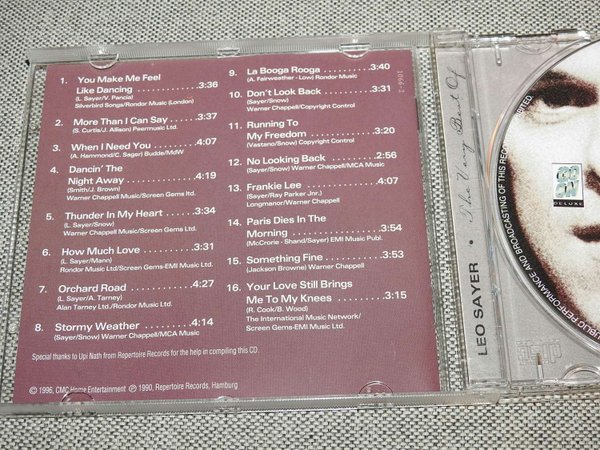 1. You Make Me Feel
Like Dancing ............3:36
(L. Sayer/V. Pancia)
Silverbird Songs/Rondor Music (London)
2. More Than I Can Say ......3:37
(S. Curtis/J. Allison) Peermusic Ltd.
3. When I Need You .........4:07
(A. Hammond/C. Sager) Budde/MdW
4. Dancin' The
Night Away ..............4:19
(Smith/J. Brown)
Warner Chappell Music/Screen Gems ltd.
5. Thunder In My Heart .....3:34
(L. Sayer/Snow)
Warner Chappell Music/Screen Gems Ltd.
6. How Much Love ..........3:31
(L. Sayer/Mann)
Rondor Music Ltd/Screen Gems-EMI Music Ltd.
7. Orchard Road ............4:27
(L. Sayer/A. Tarney)
Alan Tarney Ltd./Rondor Music Ltd.
8. Stormy Weather .........4:14
(Sayer/Snow) Warner Chappell/MCA Music
9. La Booga Rooga .........3:40
(A. Fairweather - Low) Rondor Music
10. Don't Look Back .........3:31
(Sayer/Snow)
Warner Chappell/Copyright Control
11. Running To
My Freedom .............3:20
(Vastano/Snow) Copyright Control
12. No Looking Back .........2:56
(Sayer/Snow) Warner Chappell/MCA Music
13. Frankie Lee ..............4:07
(Sayer/Ray Parker Jnr.)
Longmanor/Warner Chappell
14. Paris Dies In The
Morning .................3:54
(McCrorie - Shand/Sayer) EMI Music Publ.
15. Something Fine ..........3:53
(Jackson Browne) Warner Chappell
16. Your Love Still Brings
Me To My Knees .........3:15
(R. Cook/B. Wood)
The International Music Network/
Screen Gems-EMI Music Ltd.
Special thanks to Upi Nath from Repertoire Records for the help in compiling this CD.
© 1996, CMC Home Entertainment ℗ 1990, Repertoire Records, Hamburg
LEO SAYER • The Very Best Of
PUBLIC PERFORMANCE AND BROADCASTING OF THIS RECORD
DELUXE